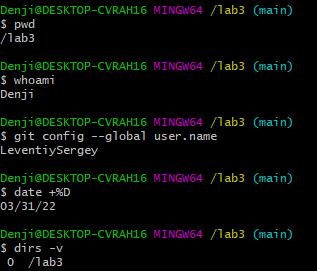 Denji@DESKTOP-CVRAH16 MINGW64 /lab3 (main)
$ pwd
/lab3
Denji@DESKTOP-CVRAH16 MINGW64 /lab3 (main)
$ whoami
Denji
Denji@DESKTOP-CVRAH16 MINGW64 /lab3 (main)
$ git config --global user.name
LeventiySergey
Denji@DESKTOP-CVRAH16 MINGW64 /lab3 (main)
$ date +%D
03/31/22
Denji@DESKTOP-CVRAH16 MINGW64 /lab3 (main)
$ dirs -v
 0  /lab3